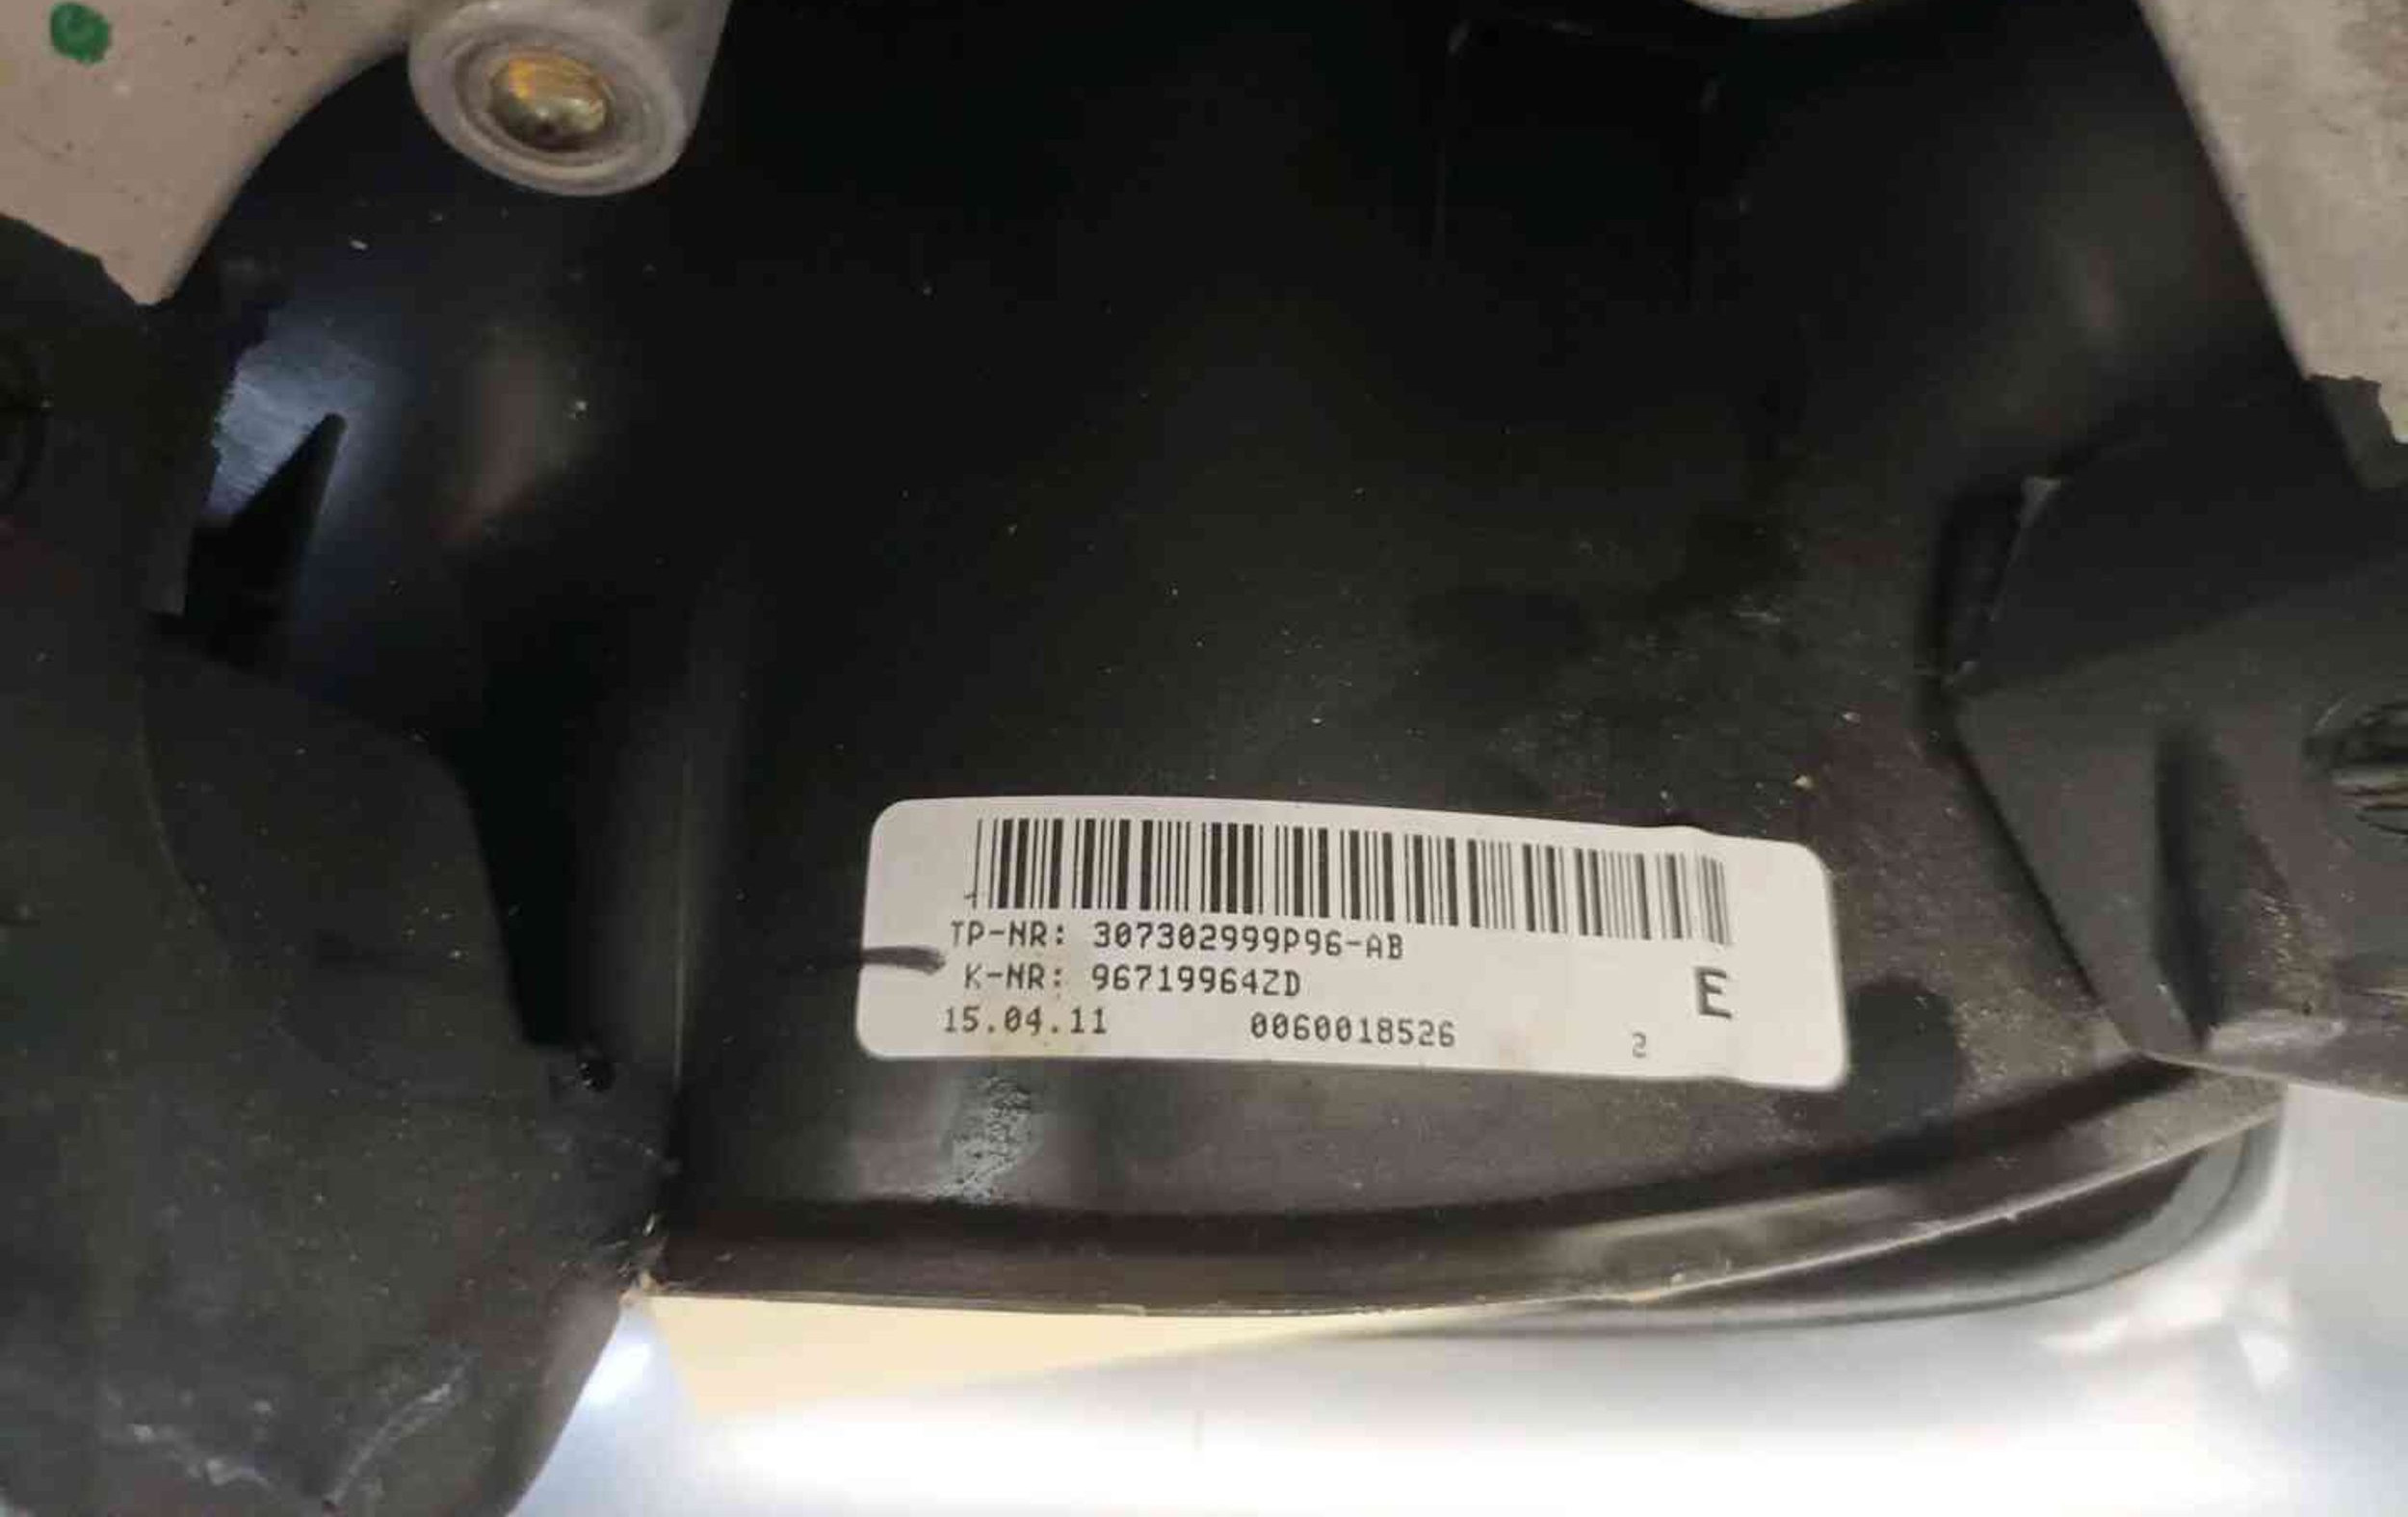 TP-NR: 307302999P96-AB
K-NR: 96719964ZD
E
15.04.11 0060018526 2